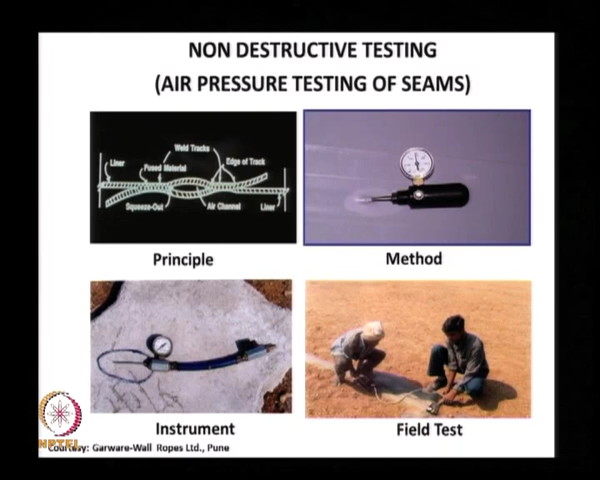 NON DESTRUCTIVE TESTING
(AIR PRESSURE TESTING OF SEAMS)
Weld Tracks
Liner
Fused Material
Edge of Track
Squeeze-Out
Air Channel
Liner
Principle
Method
Instrument
Field Test
NPTEL
Courtesy: Garware-Wall Ropes Ltd., Pune